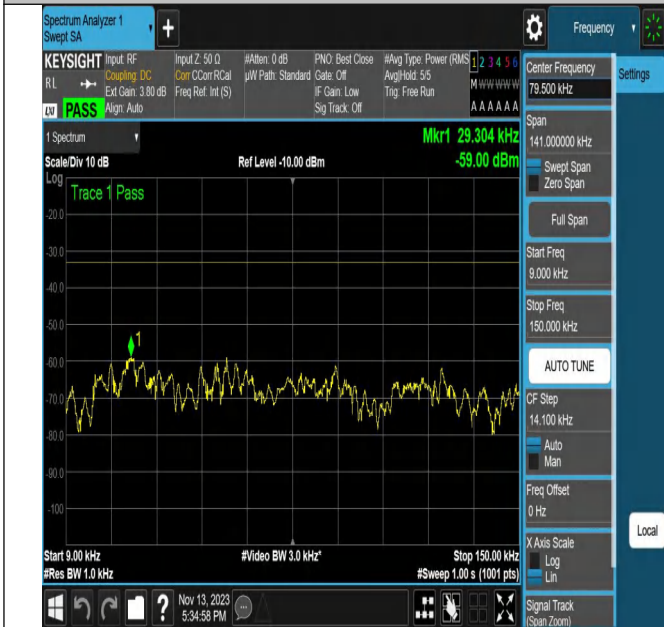 Spectrum Analyzer 1
Swept SA
+
Frequency
KEYSIGHT
RL
LXI
PASS
Input: RF
Coupling: DC
Ext Gain: 3.80 dB
Align: Auto
Input Z: 50 Ω
Corr CCorr RCal
Freq Ref: Int (S)
#Atten: 0 dB
µW Path: Standard
PNO: Best Close
Gate: Off
IF Gain: Low
Sig Track: Off
#Avg Type: Power (RMS
Avg|Hold: 5/5
Trig: Free Run
1 2 3 4 5 6
M W W W W W
A A A A A A
1 Spectrum
Scale/Div 10 dB
Log
Ref Level -10.00 dBm
Mkr1 29.304 kHz
-59.00 dBm
Trace 1 Pass
-20.0
-30.0
-40.0
-50.0
-60.0
-70.0
-80.0
-90.0
-100
1
Start 9.00 kHz
#Res BW 1.0 kHz
#Video BW 3.0 kHz*
Stop 150.00 kHz
#Sweep 1.00 s (1001 pts)
Nov 13, 2023
5:34:58 PM
?
Center Frequency
79.500 kHz
Settings
Span
141.000000 kHz
Swept Span
Zero Span
Full Span
Start Freq
9.000 kHz
Stop Freq
150.000 kHz
AUTO TUNE
CF Step
14.100 kHz
Auto
Man
Freq Offset
0 Hz
Local
X Axis Scale
Log
Lin
Signal Track
(Span Zoom)